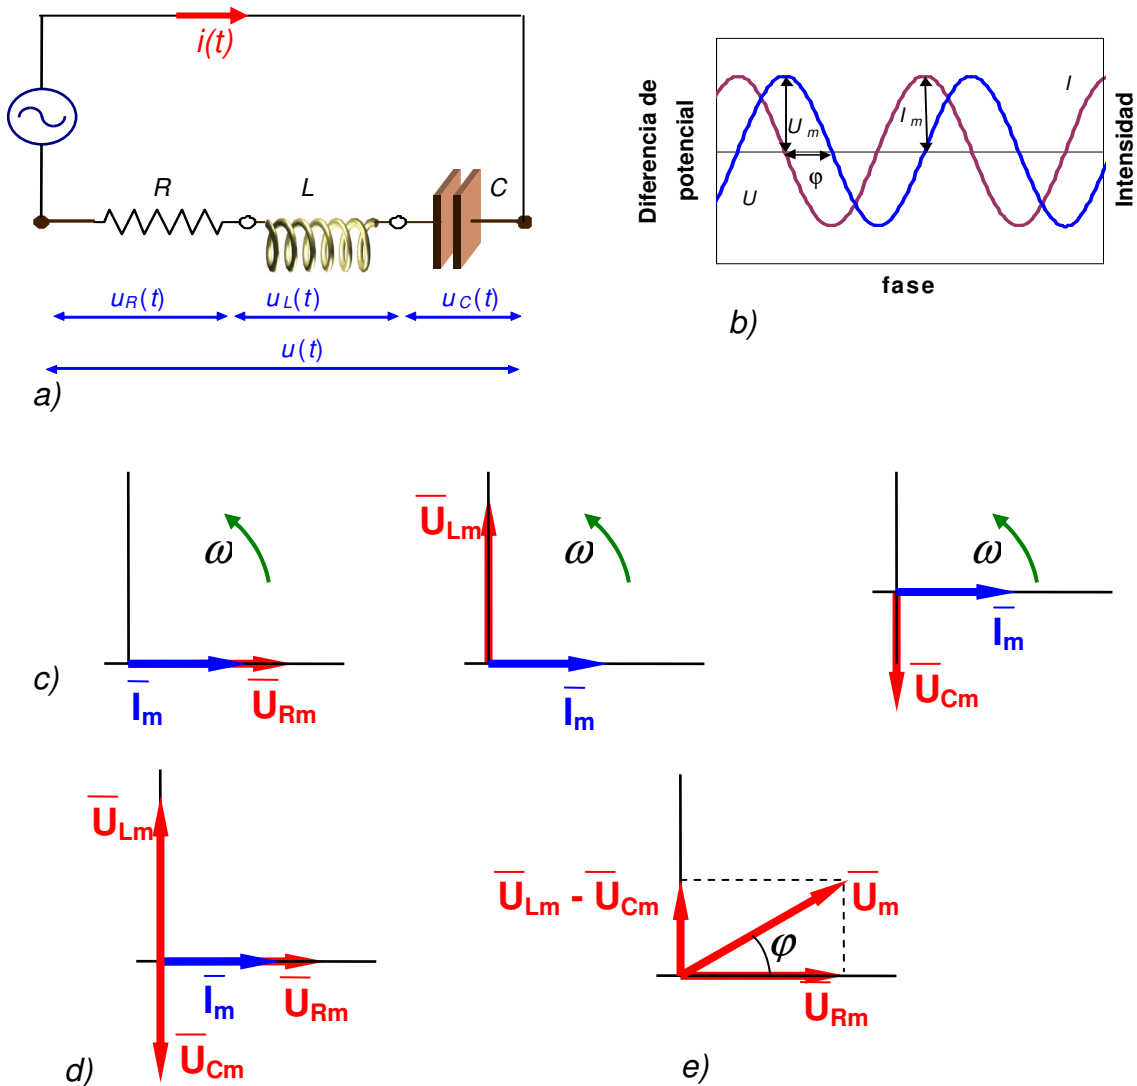 i(t)
R L C
uR(t) uL(t) uC(t)
u(t)
a)
Diferencia de
potencial
U
Um
φ
Im
I
Intensidad
fase
b)
ω
Im URm
ULm
ω
Im
ω
Im
UCm
c)
ULm
Im URm
UCm
d)
ULm - UCm
Um
φ
URm
e)